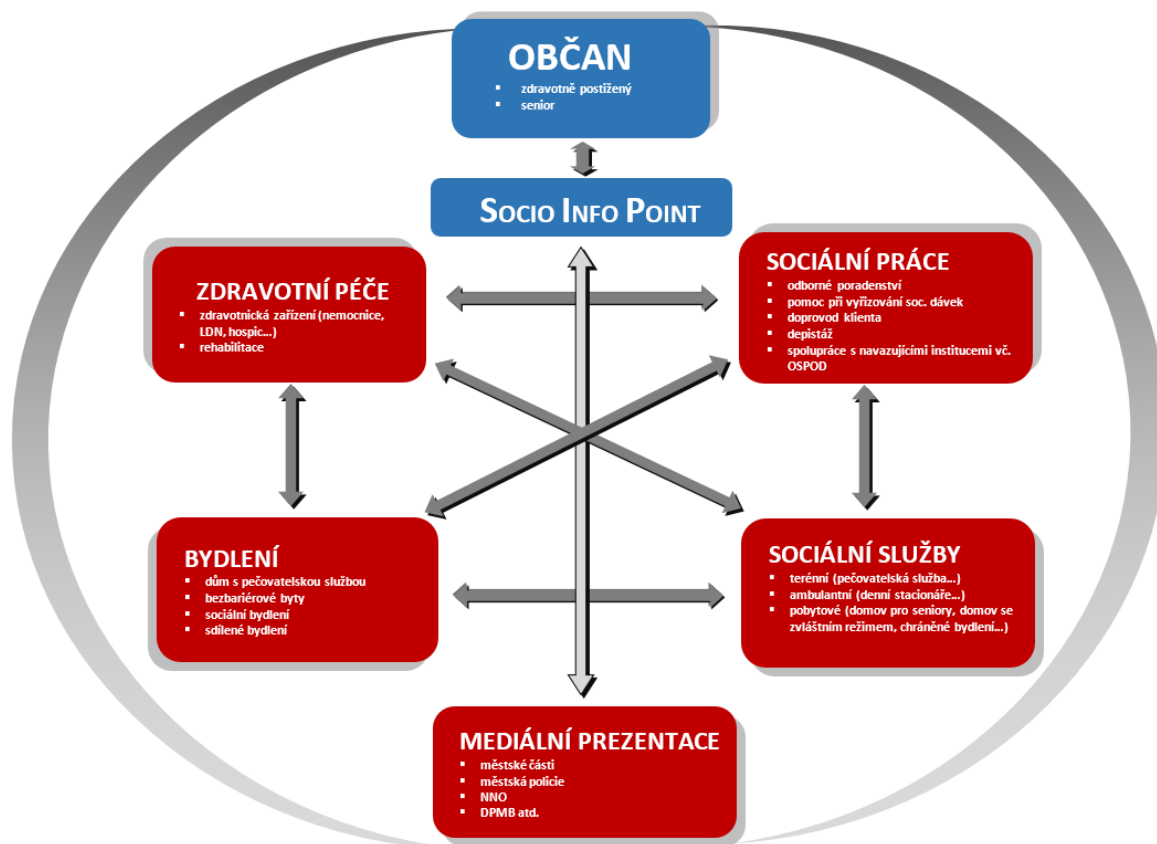 OBČAN
▪ zdravotně postižený
▪ senior
SOCIO INFO POINT
ZDRAVOTNÍ PÉČE
▪ zdravotnická zařízení (nemocnice,
LDN, hospic...)
▪ rehabilitace
SOCIÁLNÍ PRÁCE
▪ odborné poradenství
▪ pomoc při vyřizování soc. dávek
▪ doprovod klienta
▪ depistáž
▪ spolupráce s navazujícími institucemi vč.
OSPOD
BYDLENÍ
▪ dům s pečovatelskou službou
▪ bezbariérové byty
▪ sociální bydlení
▪ sdílené bydlení
SOCIÁLNÍ SLUŽBY
▪ terénní (pečovatelská služba...)
▪ ambulantní (denní stacionáře...)
▪ pobytové (domov pro seniory, domov se
zvláštním režimem, chráněné bydlení...)
MEDIÁLNÍ PREZENTACE
▪ městské části
▪ městská policie
▪ NNO
▪ DPMB atd.